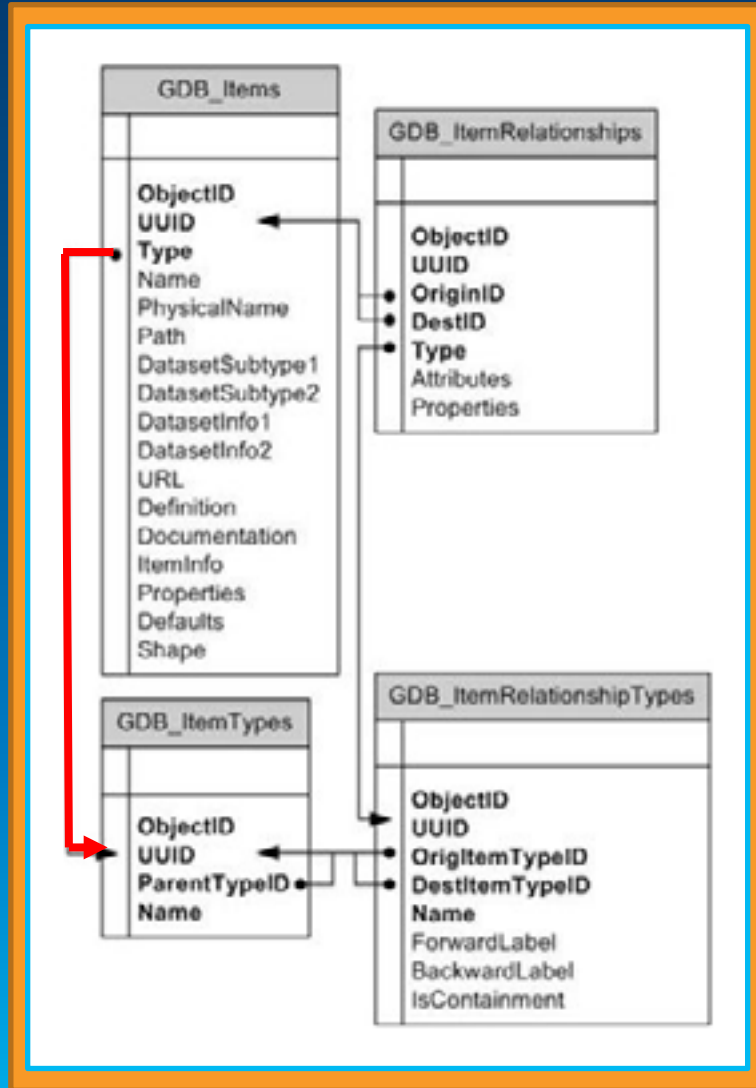 GDB_Items
ObjectID
UUID
Type
Name
PhysicalName
Path
DatasetSubtype1
DatasetSubtype2
DatasetInfo1
DatasetInfo2
URL
Definition
Documentation
ItemInfo
Properties
Defaults
Shape
GDB_ItemRelationships
ObjectID
UUID
OriginID
DestID
Type
Attributes
Properties
GDB_ItemTypes
ObjectID
UUID
ParentTypeID
Name
GDB_ItemRelationshipTypes
ObjectID
UUID
OrigItemTypeID
DestItemTypeID
Name
ForwardLabel
BackwardLabel
IsContainment